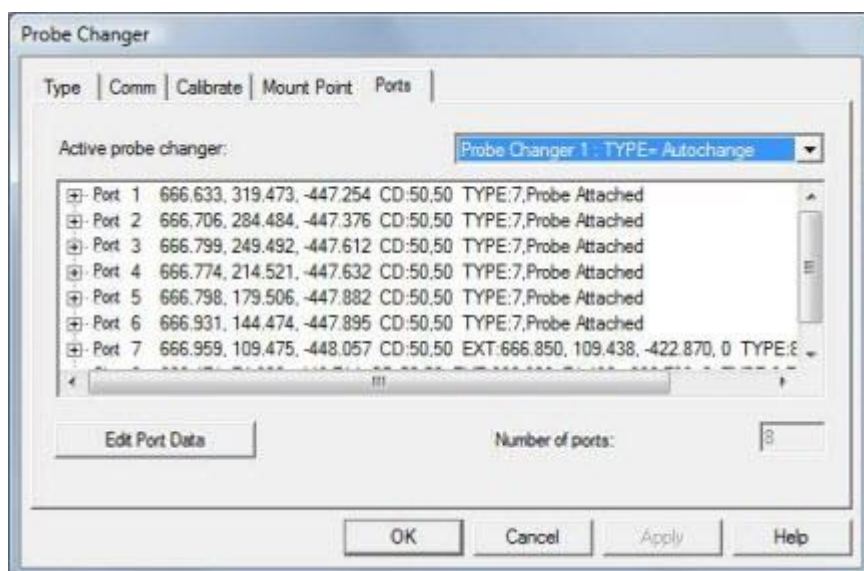 Probe Changer
Type Comm Calibrate Mount Point Ports
Active probe changer: Probe Changer 1 : TYPE= Autochange
Port 1 666.633, 319.473, -447.254 CD:50,50 TYPE:7,Probe Attached
Port 2 666.706, 284.484, -447.376 CD:50,50 TYPE:7,Probe Attached
Port 3 666.799, 249.492, -447.612 CD:50,50 TYPE:7,Probe Attached
Port 4 666.774, 214.521, -447.632 CD:50,50 TYPE:7,Probe Attached
Port 5 666.798, 179.506, -447.882 CD:50,50 TYPE:7,Probe Attached
Port 6 666.931, 144.474, -447.895 CD:50,50 TYPE:7,Probe Attached
Port 7 666.959, 109.475, -448.057 CD:50,50 EXT:666.850, 109.438, -422.870, 0 TYPE:8
Edit Port Data Number of ports: 8
OK Cancel Apply Help